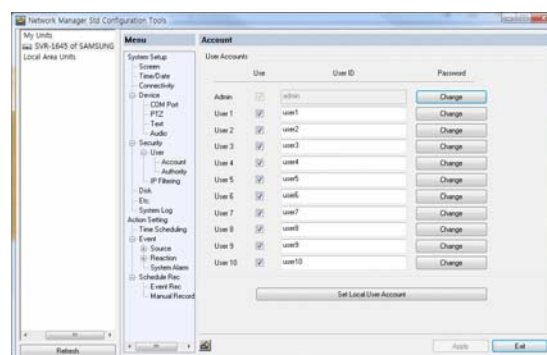 Network Manager Std Configuration Tools
My Units
SVR-1645 of SAMSUNG
Local Area Units
Refresh
Menu
System Setup
Screen
Time/Date
Connectivity
Device
COM Port
PTZ
Text
Audio
Security
User
Account
Authority
IP Filtering
Disk
Etc.
System Log
Action Setting
Time Scheduling
Event
Source
Reaction
System Alarm
Schedule Rec
Event Rec
Manual Record
Account
User Accounts
Use User ID Password
Admin admin Change
User 1 user1 Change
User 2 user2 Change
User 3 user3 Change
User 4 user4 Change
User 5 user5 Change
User 6 user6 Change
User 7 user7 Change
User 8 user8 Change
User 9 user9 Change
User 10 user10 Change
Set Local User Account
Apply Exit